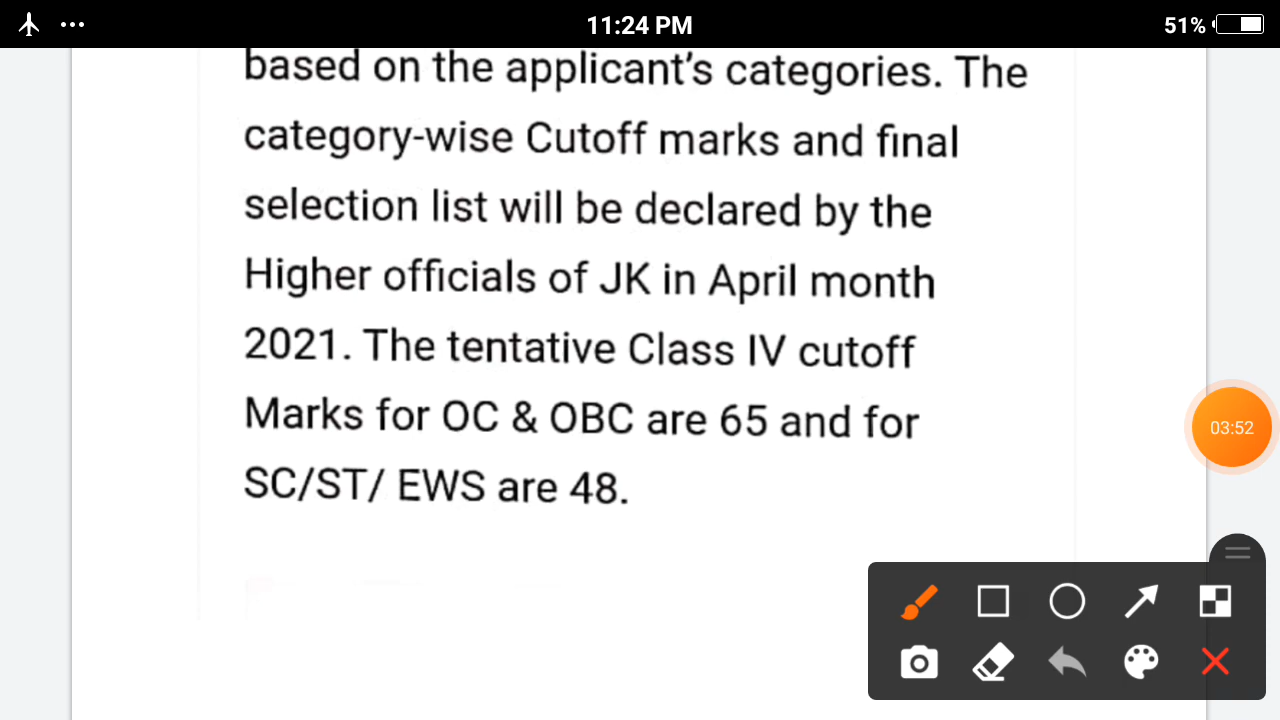 11:24 PM 51%
based on the applicant's categories. The
category-wise Cutoff marks and final
selection list will be declared by the
Higher officials of JK in April month
2021. The tentative Class IV cutoff
Marks for OC & OBC are 65 and for
03:52
SC/ST/ EWS are 48.